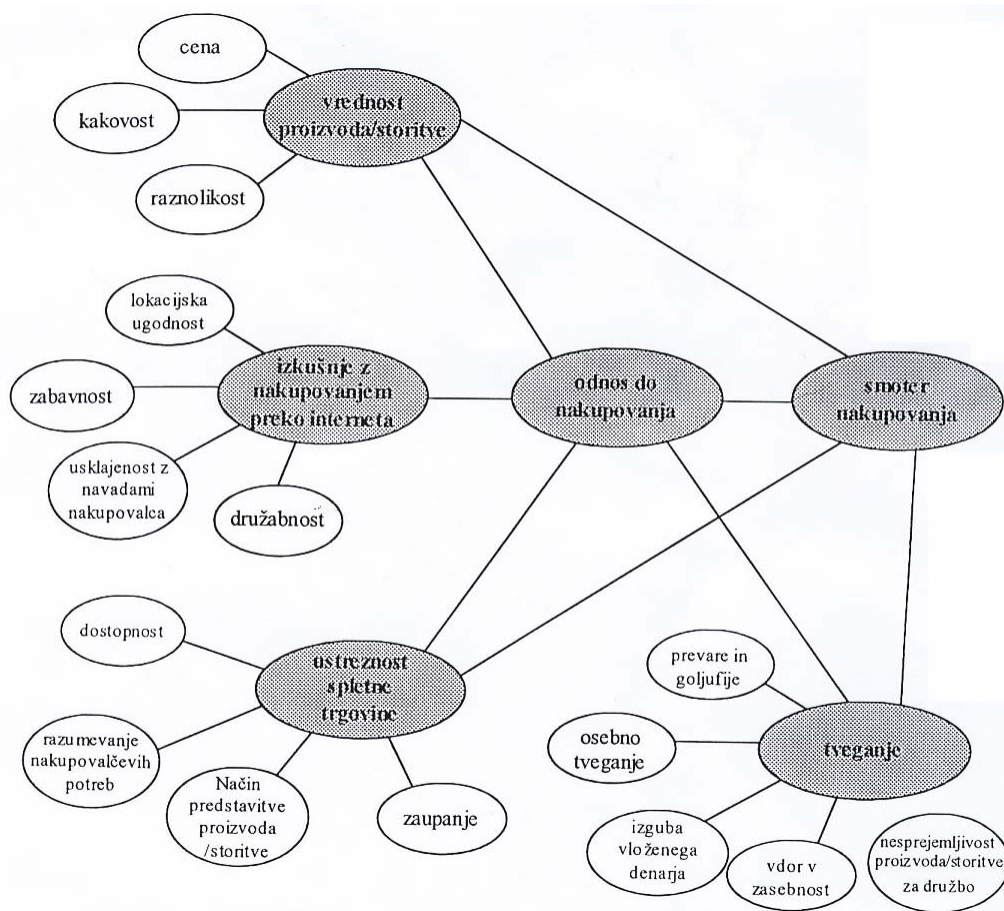 cena
kakovost
raznolikost
vrednost
proizvoda/storitve
lokacijska
ugodnost
zabavnost
usklajenost z
navadami
nakupovalca
družabnost
izkušnje z
nakupovanjem
preko interneta
odnos do
nakupovanja
smoter
nakupovanja
dostopnost
razumevanje
nakupovalčevih
potreb
Način
predstavitve
proizvoda
/storitve
zaupanje
ustreznost
spletne
trgovine
prevare in
goljufije
osebno
tveganje
izguba
vloženega
denarja
vdor v
zasebnost
nesprejemljivost
proizvoda/storitve
za družbo
tveganje